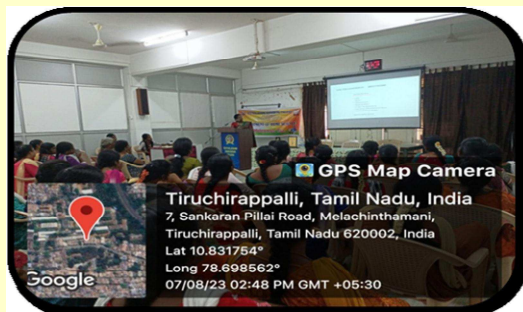 GPS Map Camera
Tiruchirappalli, Tamil Nadu, India
7, Sankaran Pillai Road, Melachinthamani,
Tiruchirappalli, Tamil Nadu 620002, India
Lat 10.831754°
Long 78.698562°
07/08/23 02:48 PM GMT +05:30
Google